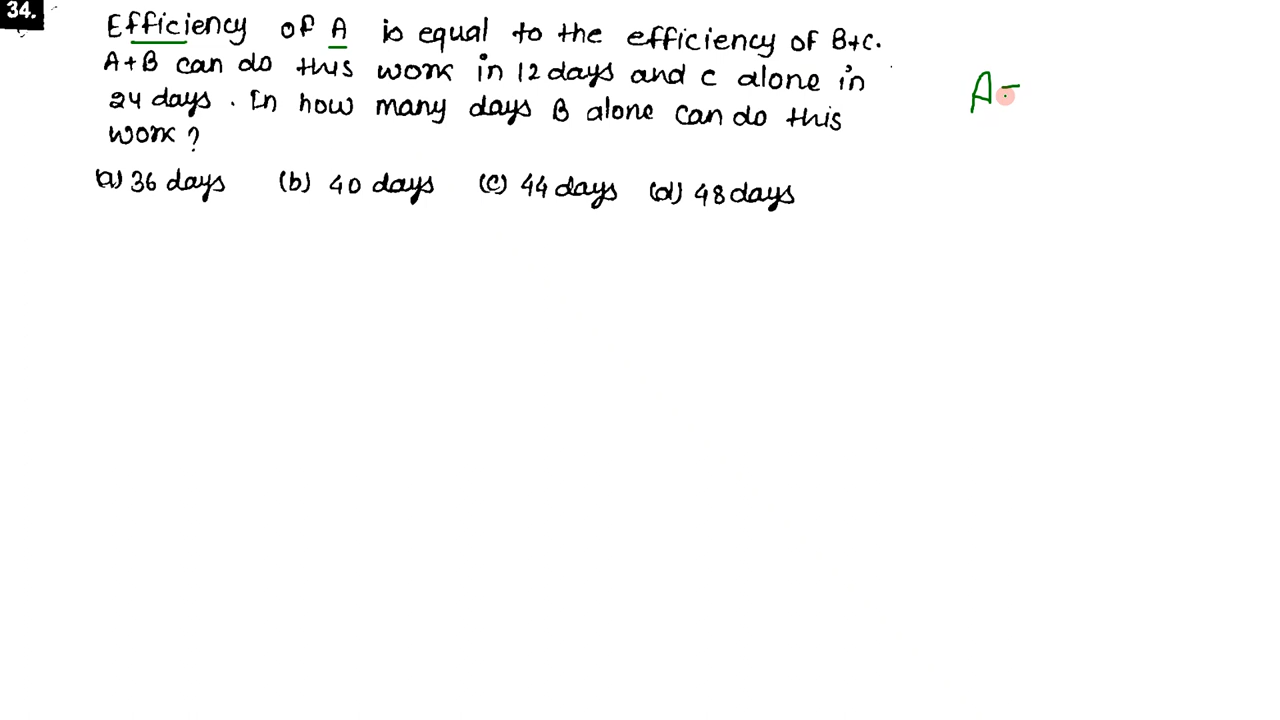 34.
Efficiency of A is equal to the efficiency of B+C.
A+B can do this work in 12 days and C alone in
24 days. In how many days B alone can do this
work?
(a) 36 days (b) 40 days (c) 44 days (d) 48 days
A=